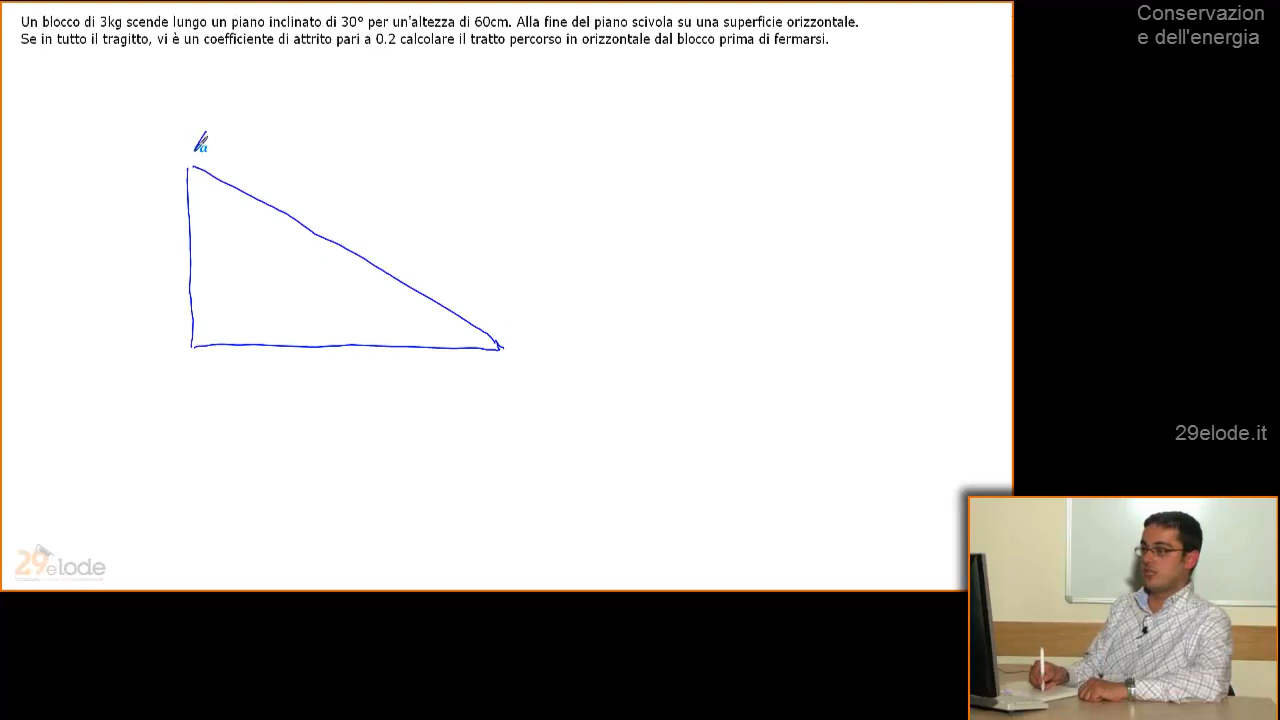 Un blocco di 3kg scende lungo un piano inclinato di 30° per un'altezza di 60cm. Alla fine del piano scivola su una superficie orizzontale.
Se in tutto il tragitto, vi è un coefficiente di attrito pari a 0.2 calcolare il tratto percorso in orizzontale dal blocco prima di fermarsi.
Conservazion
e dell'energia
29elode.it
29elode